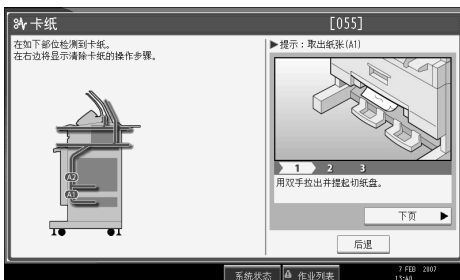 卡纸
[055]
在如下部位检测到卡纸。
在右边将显示清除卡纸的操作步骤。
▶提示：取出纸张(A1)
A2
A1
1 2 3
用双手拉出并提起切纸盘。
下页 ▶
后退
系统状态
作业列表
7 FEB 2007
13:40